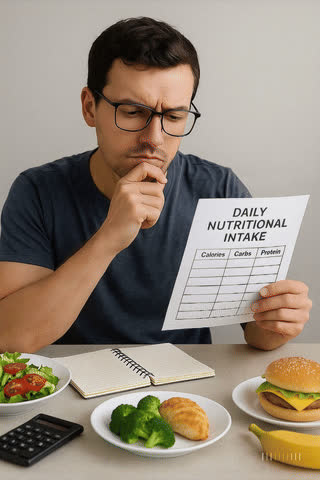 DAILY
NUTRITIONAL
INTAKE
Calories Carbs Protein